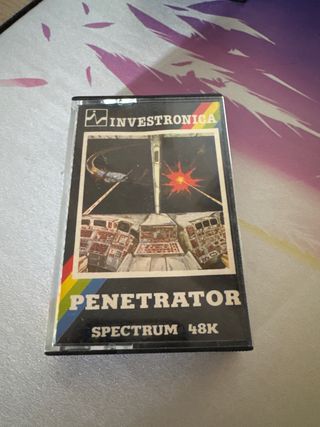 INVESTRONICA
PENETRATOR
SPECTRUM 48K